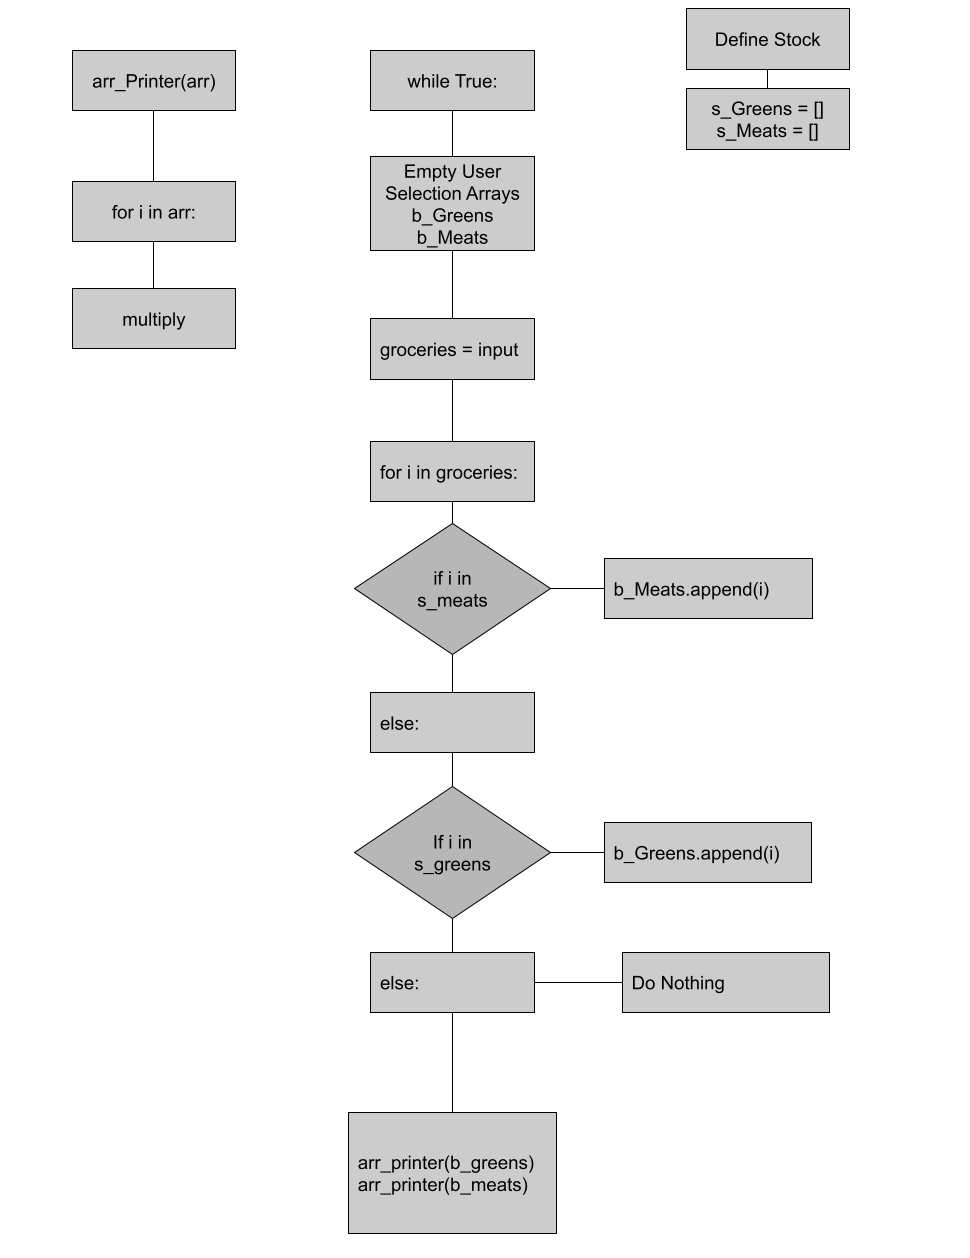 arr_Printer(arr)
for i in arr:
multiply
while True:
Empty User
Selection Arrays
b_Greens
b_Meats
groceries = input
for i in groceries:
if i in
s_meats
b_Meats.append(i)
else:
If i in
s_greens
b_Greens.append(i)
else:
Do Nothing
arr_printer(b_greens)
arr_printer(b_meats)
Define Stock
s_Greens = []
s_Meats = []